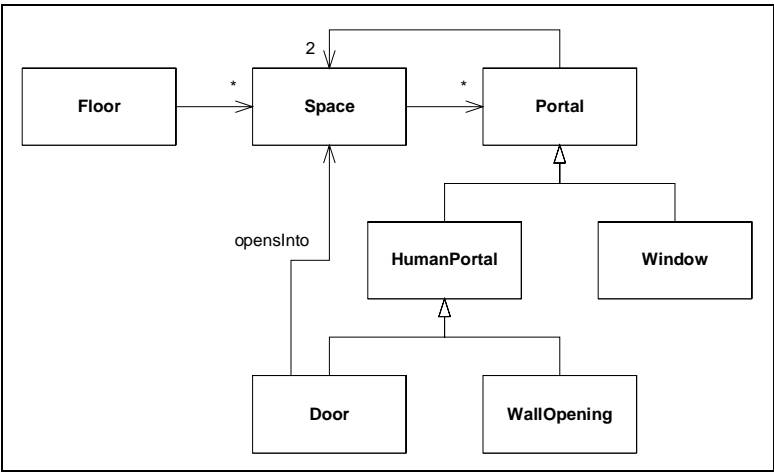 2
*
*
Floor
Space
Portal
opensInto
HumanPortal
Window
Door
WallOpening